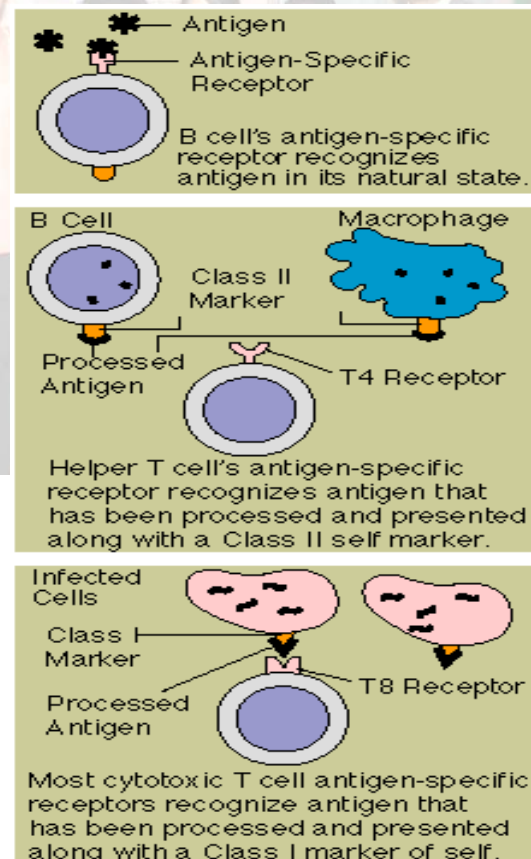 Antigen
Antigen-Specific
Receptor
B cell's antigen-specific
receptor recognizes
antigen in its natural state.
B Cell
Macrophage
Class II
Marker
Processed
Antigen
T4 Receptor
Helper T cell's antigen-specific
receptor recognizes antigen that
has been processed and presented
along with a Class II self marker.
Infected
Cells
Class I
Marker
T8 Receptor
Processed
Antigen
Most cytotoxic T cell antigen-specific
receptors recognize antigen that
has been processed and presented
along with a Class I marker of self.